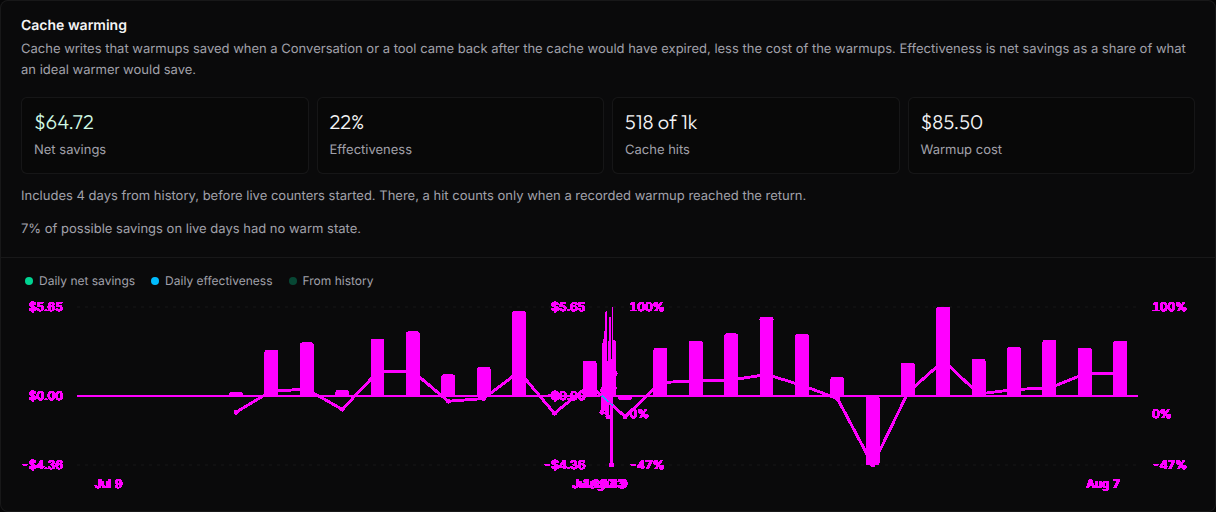 Cache warming
Cache writes that warmups saved when a Conversation or a tool came back after the cache would have expired, less the cost of the warmups. Effectiveness is net savings as a share of what
an ideal warmer would save.
$64.72
22%
518 of 1k
$85.50
Net savings
Effectiveness
Cache hits
Warmup cost
Includes 4 days from history, before live counters started. There, a hit counts only when a recorded warmup reached the return.
7% of possible savings on live days had no warm state.
Daily net savings
Daily effectiveness
From history
$5.65
$5.65
100%
100%
$0.00
$0.00
0%
0%
-$4.36
-$4.36
-47%
-47%
Jul 9
Aug 7